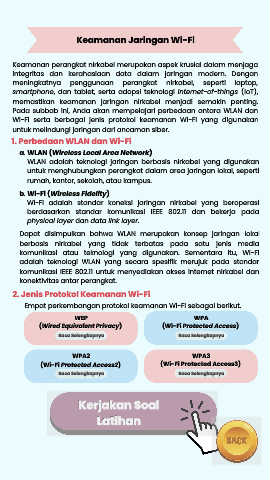 Keamanan Jaringan Wi-Fi
Keamanan perangkat nirkabel merupakan aspek krusial dalam menjaga
integritas dan kerahasiaan data dalam jaringan modern. Dengan
meningkatnya penggunaan perangkat nirkabel, seperti laptop,
smartphone, dan tablet, serta adopsi teknologi internet-of-things (IoT),
memastikan keamanan jaringan nirkabel menjadi semakin penting.
Pada subbab ini, Anda akan mempelajari perbedaan antara WLAN dan
Wi-Fi serta berbagai jenis protokol keamanan Wi-Fi yang digunakan
untuk melindungi jaringan dari ancaman siber.
1. Perbedaan WLAN dan Wi-Fi
a. WLAN (Wireless Local Area Network)
WLAN adalah teknologi jaringan berbasis nirkabel yang digunakan
untuk menghubungkan perangkat dalam area jaringan lokal, seperti
rumah, kantor, sekolah, atau kampus.
b. Wi-Fi (Wireless Fidelity)
Wi-Fi adalah standar koneksi jaringan nirkabel yang beroperasi
berdasarkan standar komunikasi IEEE 802.11 dan bekerja pada
physical layer dan data link layer.
Dapat disimpulkan bahwa WLAN merupakan konsep jaringan lokal
berbasis nirkabel yang tidak terbatas pada satu jenis media
komunikasi atau teknologi yang digunakan. Sementara itu, Wi-Fi
adalah teknologi WLAN yang secara spesifik merujuk pada standar
komunikasi IEEE 802.11 untuk menyediakan akses internet nirkabel dan
konektivitas antar perangkat.
2. Jenis Protokol Keamanan Wi-Fi
Empat perkembangan protokol keamanan Wi-Fi sebagai berikut.
WEP
(Wired Equivalent Privacy)
Baca Selengkapnya
WPA
(Wi-Fi Protected Access)
Baca Selengkapnya
WPA2
(Wi-Fi Protected Access2)
Baca Selengkapnya
WPA3
(Wi-Fi Protected Access3)
Baca Selengkapnya
Kerjakan Soal
Latihan
BACK